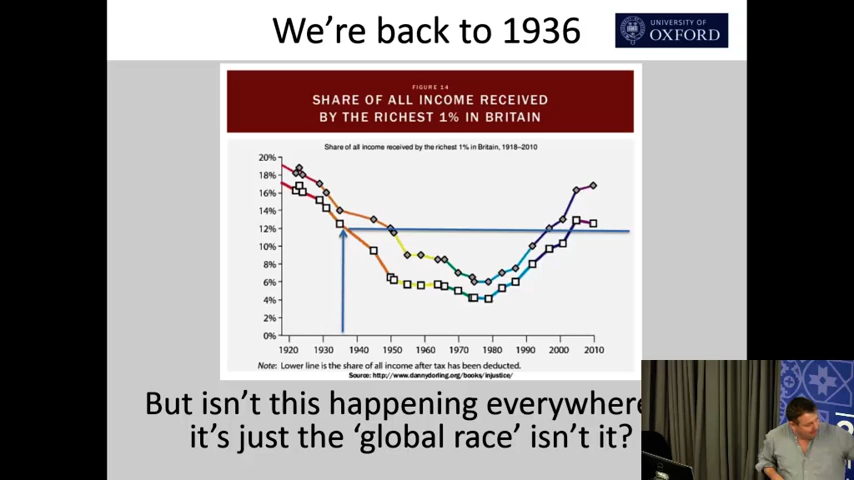 We're back to 1936
UNIVERSITY OF
OXFORD
FIGURE 14
SHARE OF ALL INCOME RECEIVED
BY THE RICHEST 1% IN BRITAIN
Share of all income received by the richest 1% in Britain, 1918–2010
20%
18%
16%
14%
12%
10%
8%
6%
4%
2%
0%
1920 1930 1940 1950 1960 1970 1980 1990 2000 2010
Note: Lower line is the share of all income after tax has been deducted.
Source: http://www.dannydorling.org/books/injustice/
But isn't this happening everywhere
it's just the 'global race' isn't it?